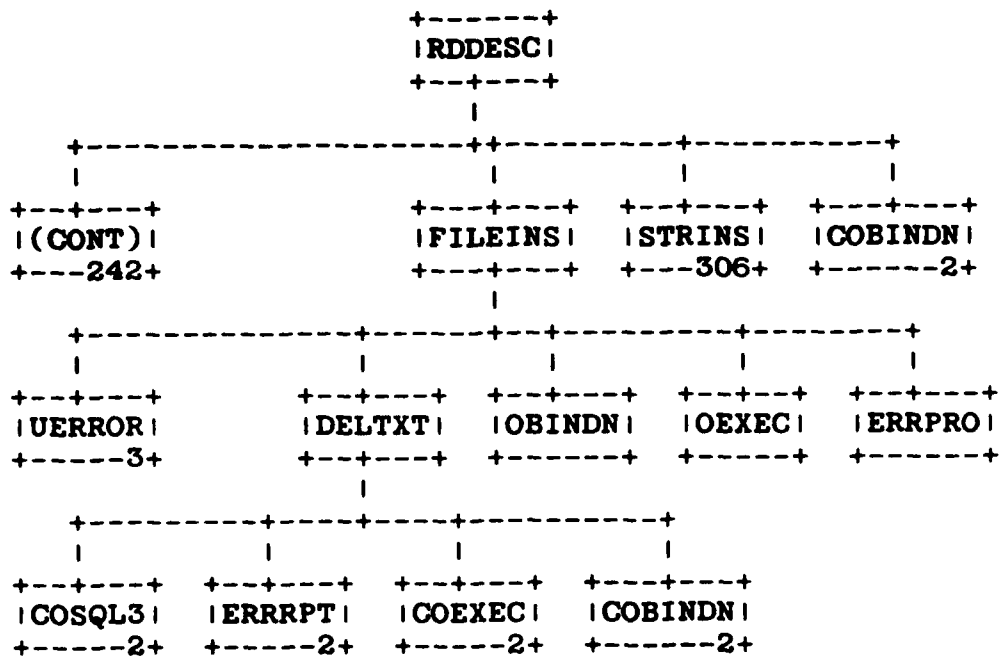 RDDESC
(CONT) FILEINS STRINS COBINDN
242 306 2
UERROR DELTXT OBINDN OEXEC ERRPRO
3
COSQL3 ERRRPT COEXEC COBINDN
2 2 2 2